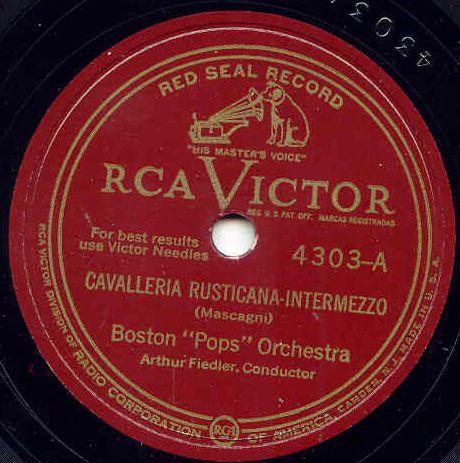 4303
RED SEAL RECORD
"HIS MASTER'S VOICE"
RCA VICTOR
REG. U.S. PAT. OFF. MARCAS REGISTRADAS
For best results
use Victor Needles
4303-A
CAVALLERIA RUSTICANA-INTERMEZZO
(Mascagni)
Boston "Pops" Orchestra
Arthur Fiedler, Conductor
RCA VICTOR DIVISION OF RADIO CORPORATION RCA OF AMERICA, CAMDEN, N.J. MADE IN U.S.A.